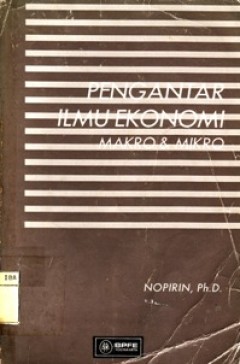 PENGANTAR
ILMU EKONOMI
MAKRO & MIKRO
NOPIRIN, Ph.D.
BPFE